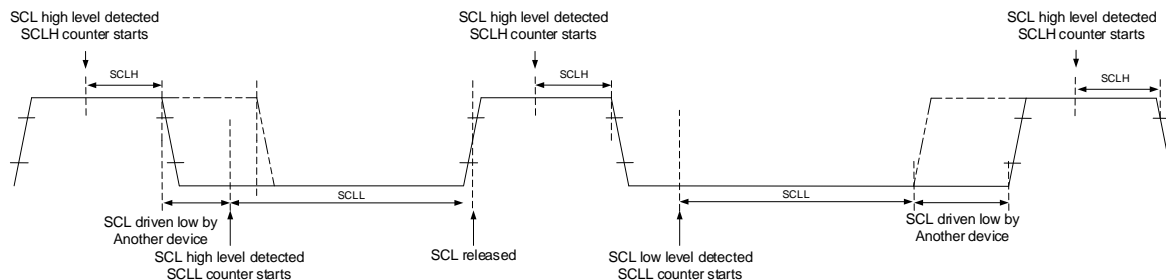 SCL high level detected
SCLH counter starts
SCL high level detected
SCLH counter starts
SCL high level detected
SCLH counter starts
SCLH
SCLH
SCLH
SCLL
SCLL
SCL driven low by
Another device
SCL high level detected
SCLL counter starts
SCL released
SCL low level detected
SCLL counter starts
SCL driven low by
Another device